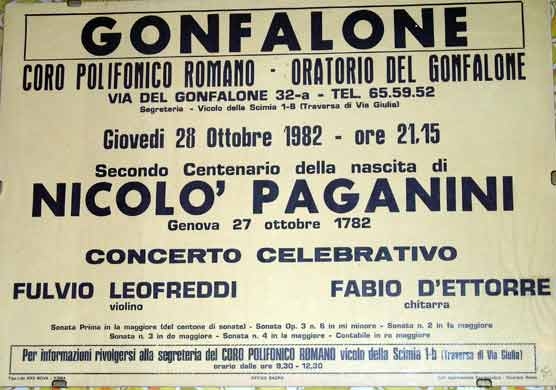 GONFALONE
CORO POLIFONICO ROMANO - ORATORIO DEL GONFALONE
VIA DEL GONFALONE 32-a - TEL. 65.59.52
Segreteria - Vicolo della Scimia 1-B (Traversa di Via Giulia)
Giovedì 28 Ottobre 1982 - ore 21,15
Secondo Centenario della nascita di
NICOLO' PAGANINI
Genova 27 ottobre 1782
CONCERTO CELEBRATIVO
FULVIO LEOFREDDI FABIO D'ETTORRE
violino chitarra
Sonata Prima in la maggiore (dal centone di sonate) - Sonata Op. 3 n. 6 in mi minore - Sonata n. 2 in fa maggiore
Sonata n. 3 in do maggiore - Sonata n. 4 in la maggiore - Cantabile in re maggiore
Per informazioni rivolgersi alla segreteria del CORO POLIFONICO ROMANO vicolo della Scimia 1-b (Traversa di Via Giulia)
orario dalle ore 9,30 - 12,30